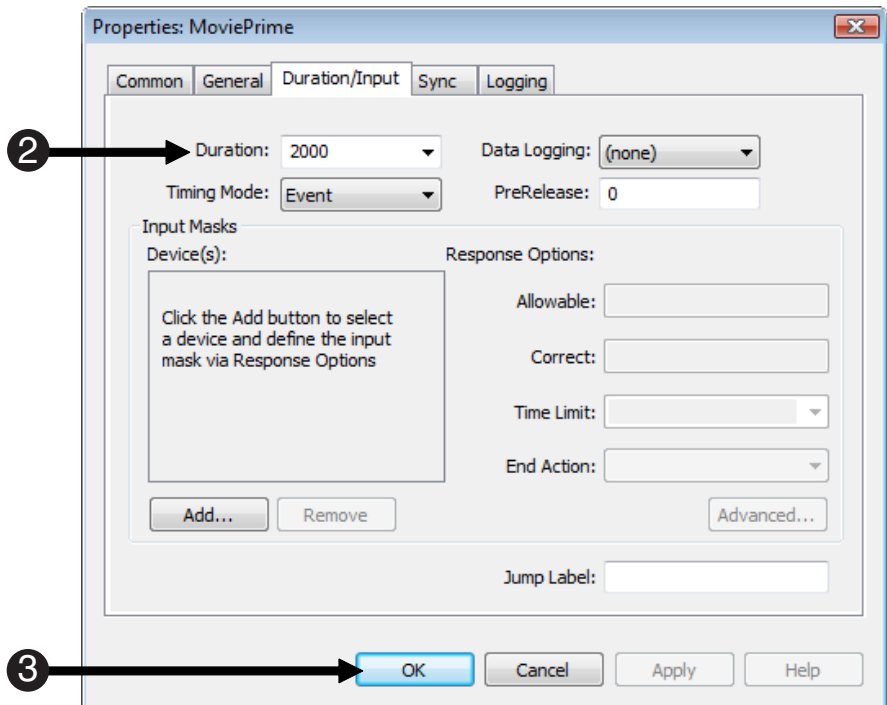 Properties: MoviePrime
Common General Duration/Input Sync Logging
2 Duration: 2000 Data Logging: (none)
Timing Mode: Event PreRelease: 0
Input Masks
Device(s): Response Options:
Click the Add button to select
a device and define the input
mask via Response Options
Allowable:
Correct:
Time Limit:
End Action:
Add... Remove Advanced...
Jump Label:
3 OK Cancel Apply Help